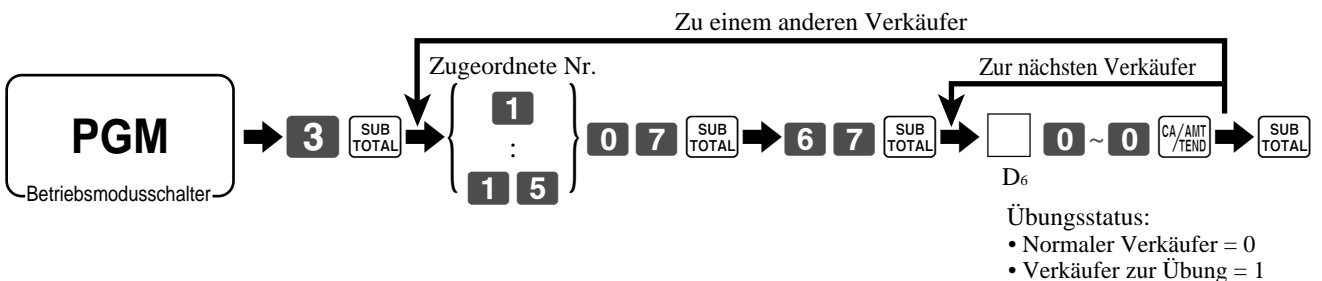 Zu einem anderen Verkäufer
Zugeordnete Nr.
Zur nächsten Verkäufer
PGM
Betriebsmodusschalter
3 SUB TOTAL 1 : 1 5 0 7 SUB TOTAL 6 7 SUB TOTAL 0 ~ 0 CA/AMT /TEND SUB TOTAL
D6
Übungsstatus:
• Normaler Verkäufer = 0
• Verkäufer zur Übung = 1